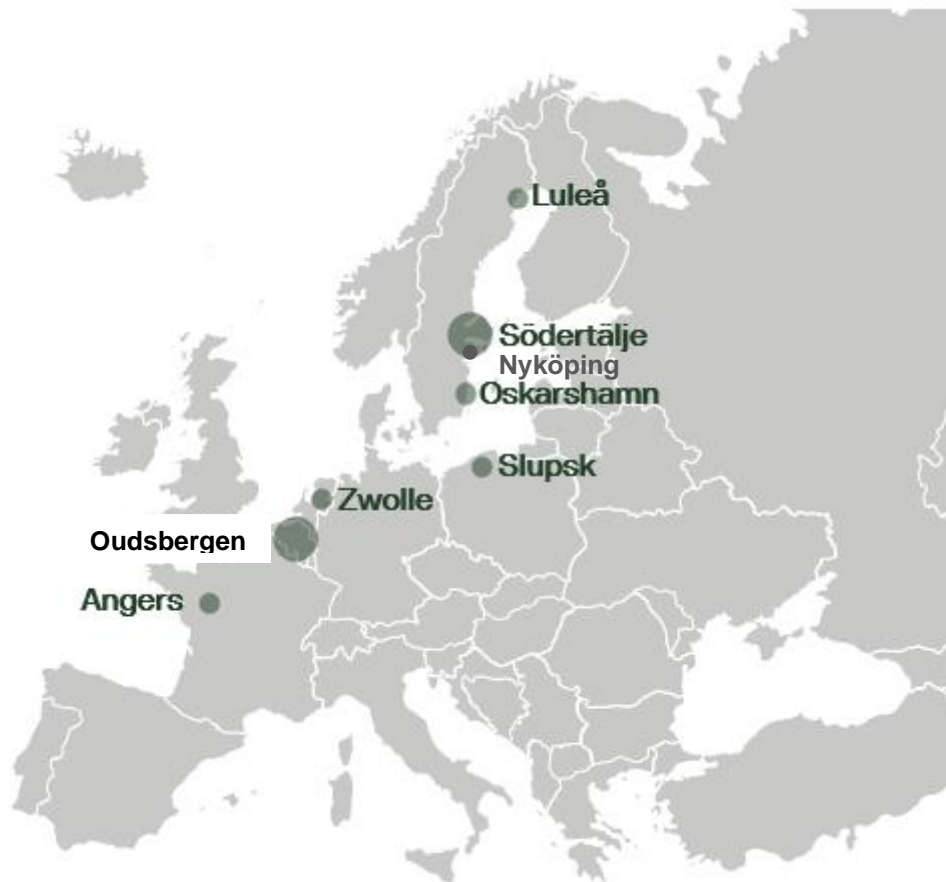 Luleå
Södertälje
Nyköping
Oskarshamn
Slupsk
Zwolle
Oudsbergen
Angers